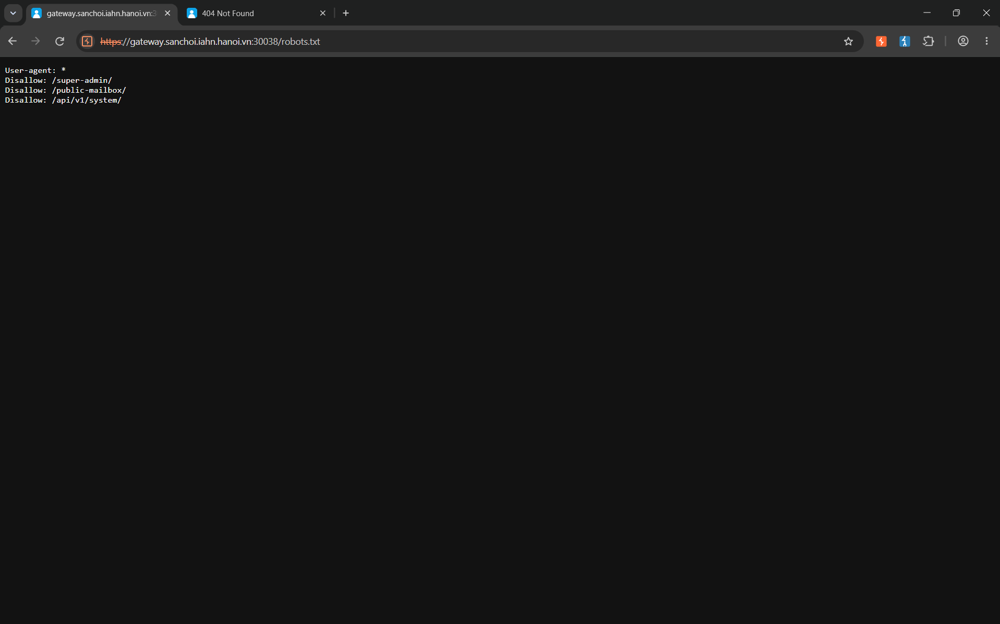 gateway.sanchoi.iahn.hanoi.vn:3
404 Not Found
https://gateway.sanchoi.iahn.hanoi.vn:30038/robots.txt
User-agent: *
Disallow: /super-admin/
Disallow: /public-mailbox/
Disallow: /api/v1/system/